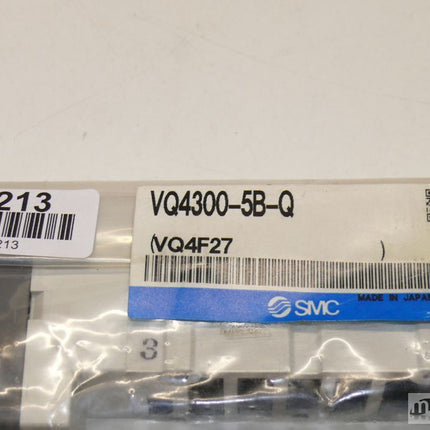 213
213
VQ4300-5B-Q
(VQ4F27 )
SMC
MADE IN JAPAN
3